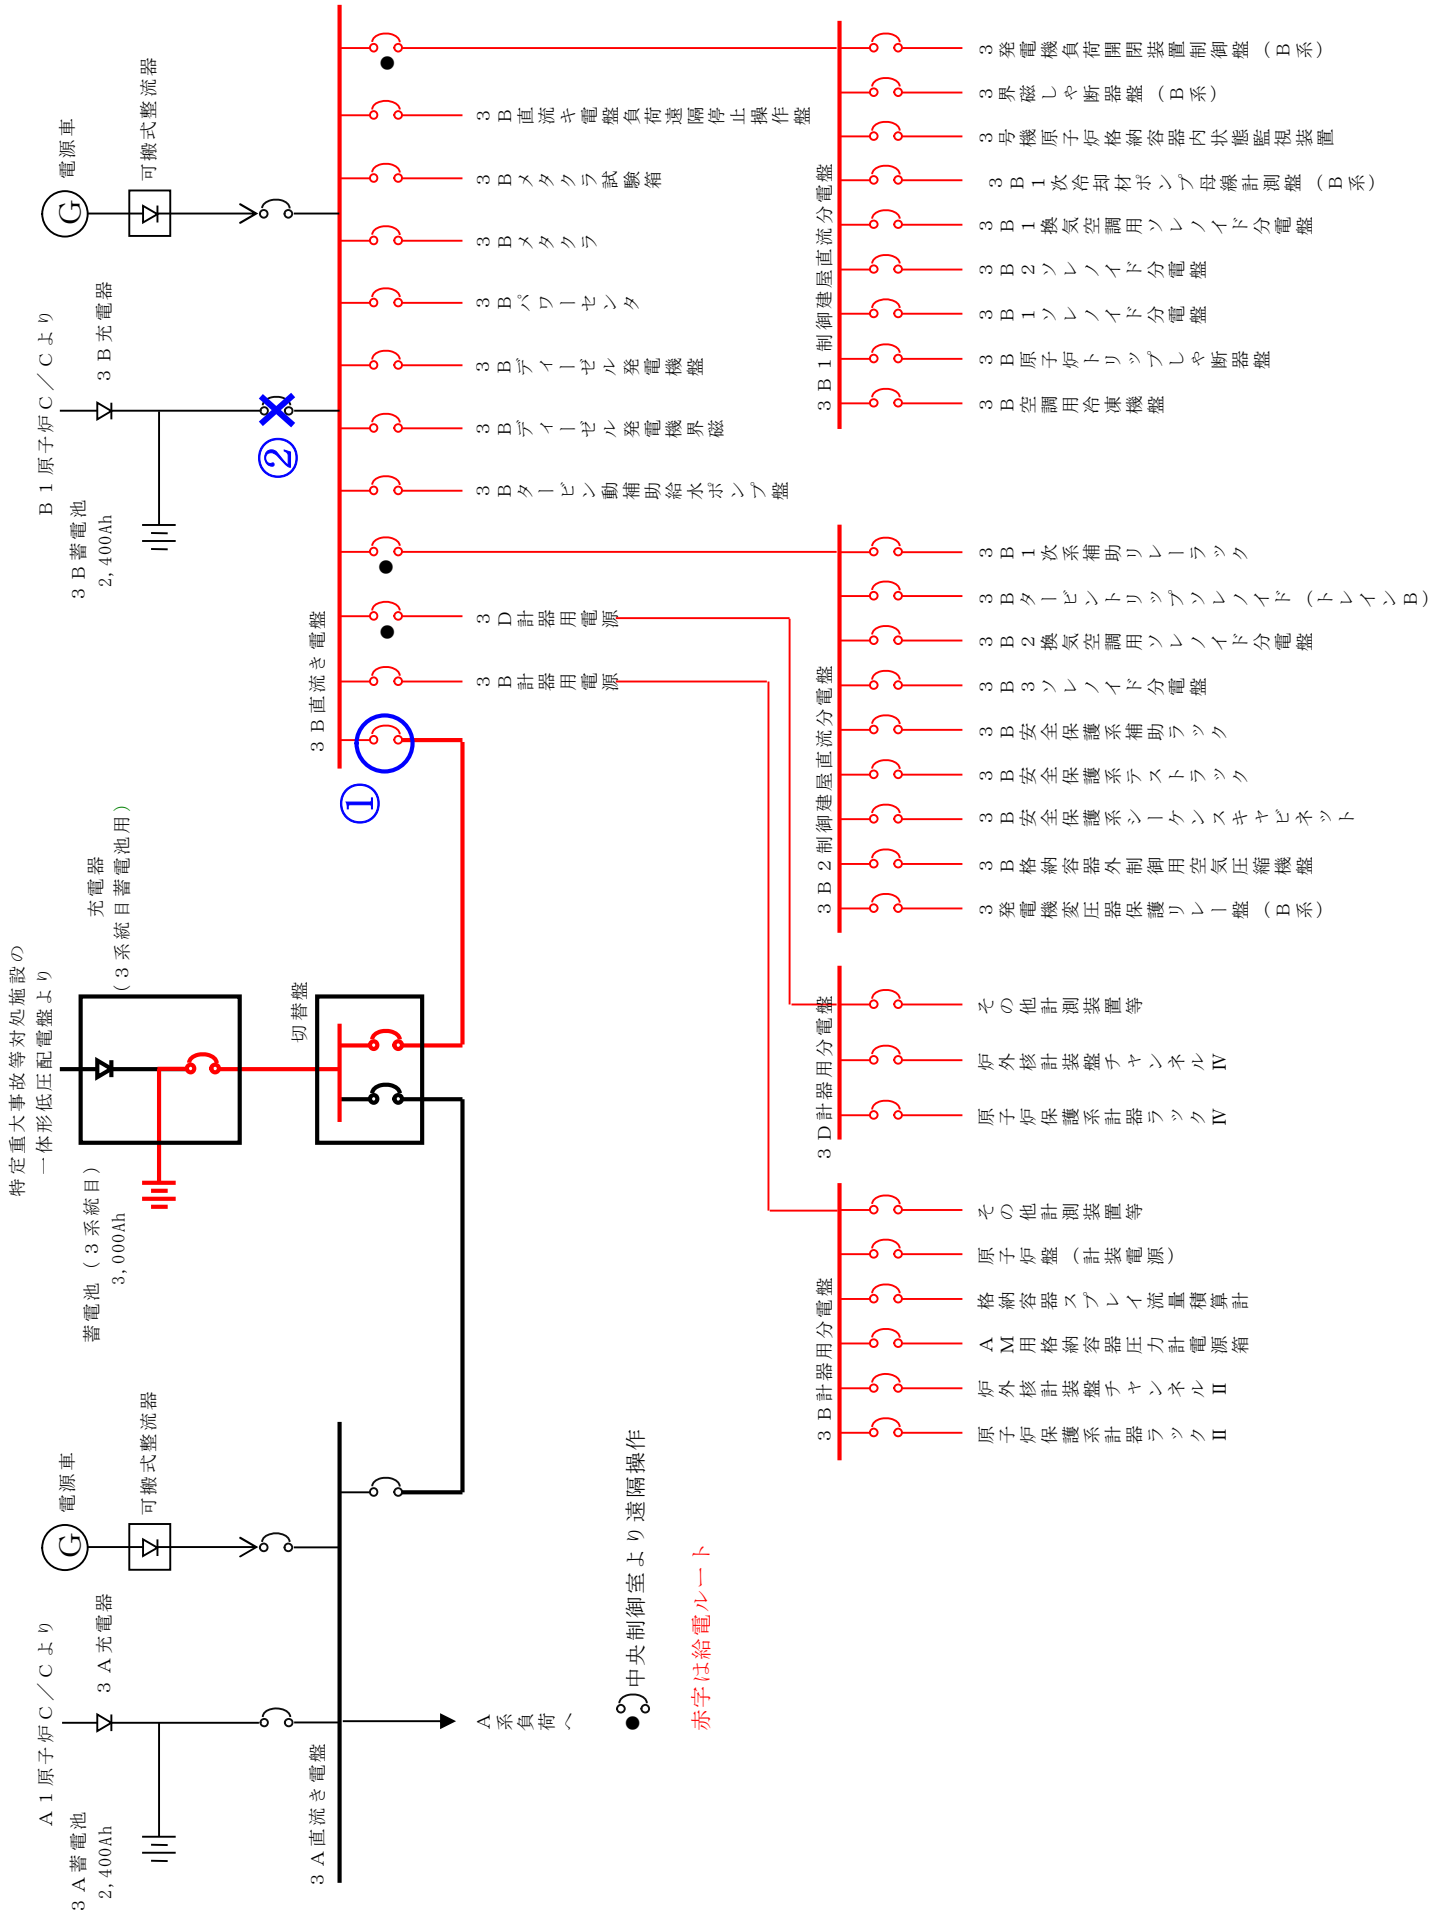 A1原子炉C/Cより
3A蓄電池
2,400Ah
3A充電器
電源車
G
可搬式整流器
3A直流き電盤
A系負荷へ
特定重大事故等対処施設の
一体形低圧配電盤より
充電器
(3系統目蓄電池用)
蓄電池(3系統目)
3,000Ah
切替盤
B1原子炉C/Cより
3B蓄電池
2,400Ah
3B充電器
電源車
G
可搬式整流器
①
②
3B直流き電盤
3B計器用電源
3D計器用電源
3Bタービン動補助給水ポンプ盤
3Bディーゼル発電機界磁
3Bディーゼル発電機盤
3Bパワーセンタ
3Bメタクラ
3Bメタクラ試験箱
3B直流キ電盤負荷遠隔停止操作盤
中央制御室より遠隔操作
赤字は給電ルート
3B計器用分電盤
原子炉保護系計器ラックⅡ
炉外核計装盤チャンネルⅡ
AM用格納容器圧力計電源箱
格納容器スプレイ流量積算計
原子炉盤(計装電源)
その他計測装置等
3D計器用分電盤
原子炉保護系計器ラックⅣ
炉外核計装盤チャンネルⅣ
その他計測装置等
3B2制御建屋直流分電盤
3発電機変圧器保護リレー盤(B系)
3B格納容器外制御用空気圧縮機盤
3B安全保護系シーケンスキャビネット
3B安全保護系テストラック
3B安全保護系補助ラック
3B3ソレノイド分電盤
3B2換気空調用ソレノイド分電盤
3Bタービントリップソレノイド(トレインB)
3B1次系補助リレーラック
3B1制御建屋直流分電盤
3B空調用冷凍機盤
3B原子炉トリップしゃ断器盤
3B1ソレノイド分電盤
3B2ソレノイド分電盤
3B1換気空調用ソレノイド分電盤
3B1次冷却材ポンプ母線計測盤(B系)
3号機原子炉格納容器内状態監視装置
3界磁しゃ断器盤(B系)
3発電機負荷開閉装置制御盤(B系)